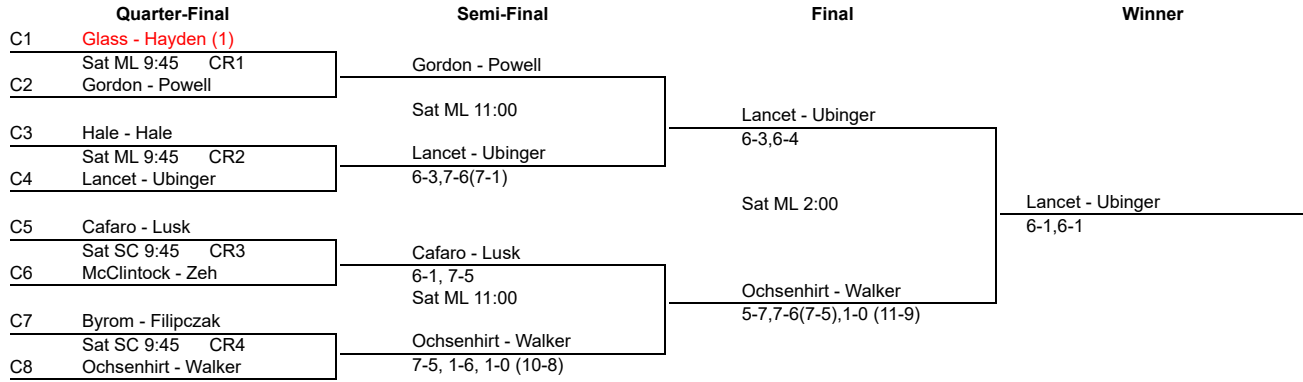 Quarter-Final Semi-Final Final Winner
C1 Glass - Hayden (1)
Sat ML 9:45 CR1
C2 Gordon - Powell
C3 Hale - Hale
Sat ML 9:45 CR2
C4 Lancet - Ubinger
C5 Cafaro - Lusk
Sat SC 9:45 CR3
C6 McClintock - Zeh
C7 Byrom - Filipczak
Sat SC 9:45 CR4
C8 Ochsenhirt - Walker
Gordon - Powell
Sat ML 11:00
Lancet - Ubinger
6-3,7-6(7-1)
Cafaro - Lusk
6-1, 7-5
Sat ML 11:00
Ochsenhirt - Walker
7-5, 1-6, 1-0 (10-8)
Lancet - Ubinger
6-3,6-4
Sat ML 2:00
Ochsenhirt - Walker
5-7,7-6(7-5),1-0 (11-9)
Lancet - Ubinger
6-1,6-1